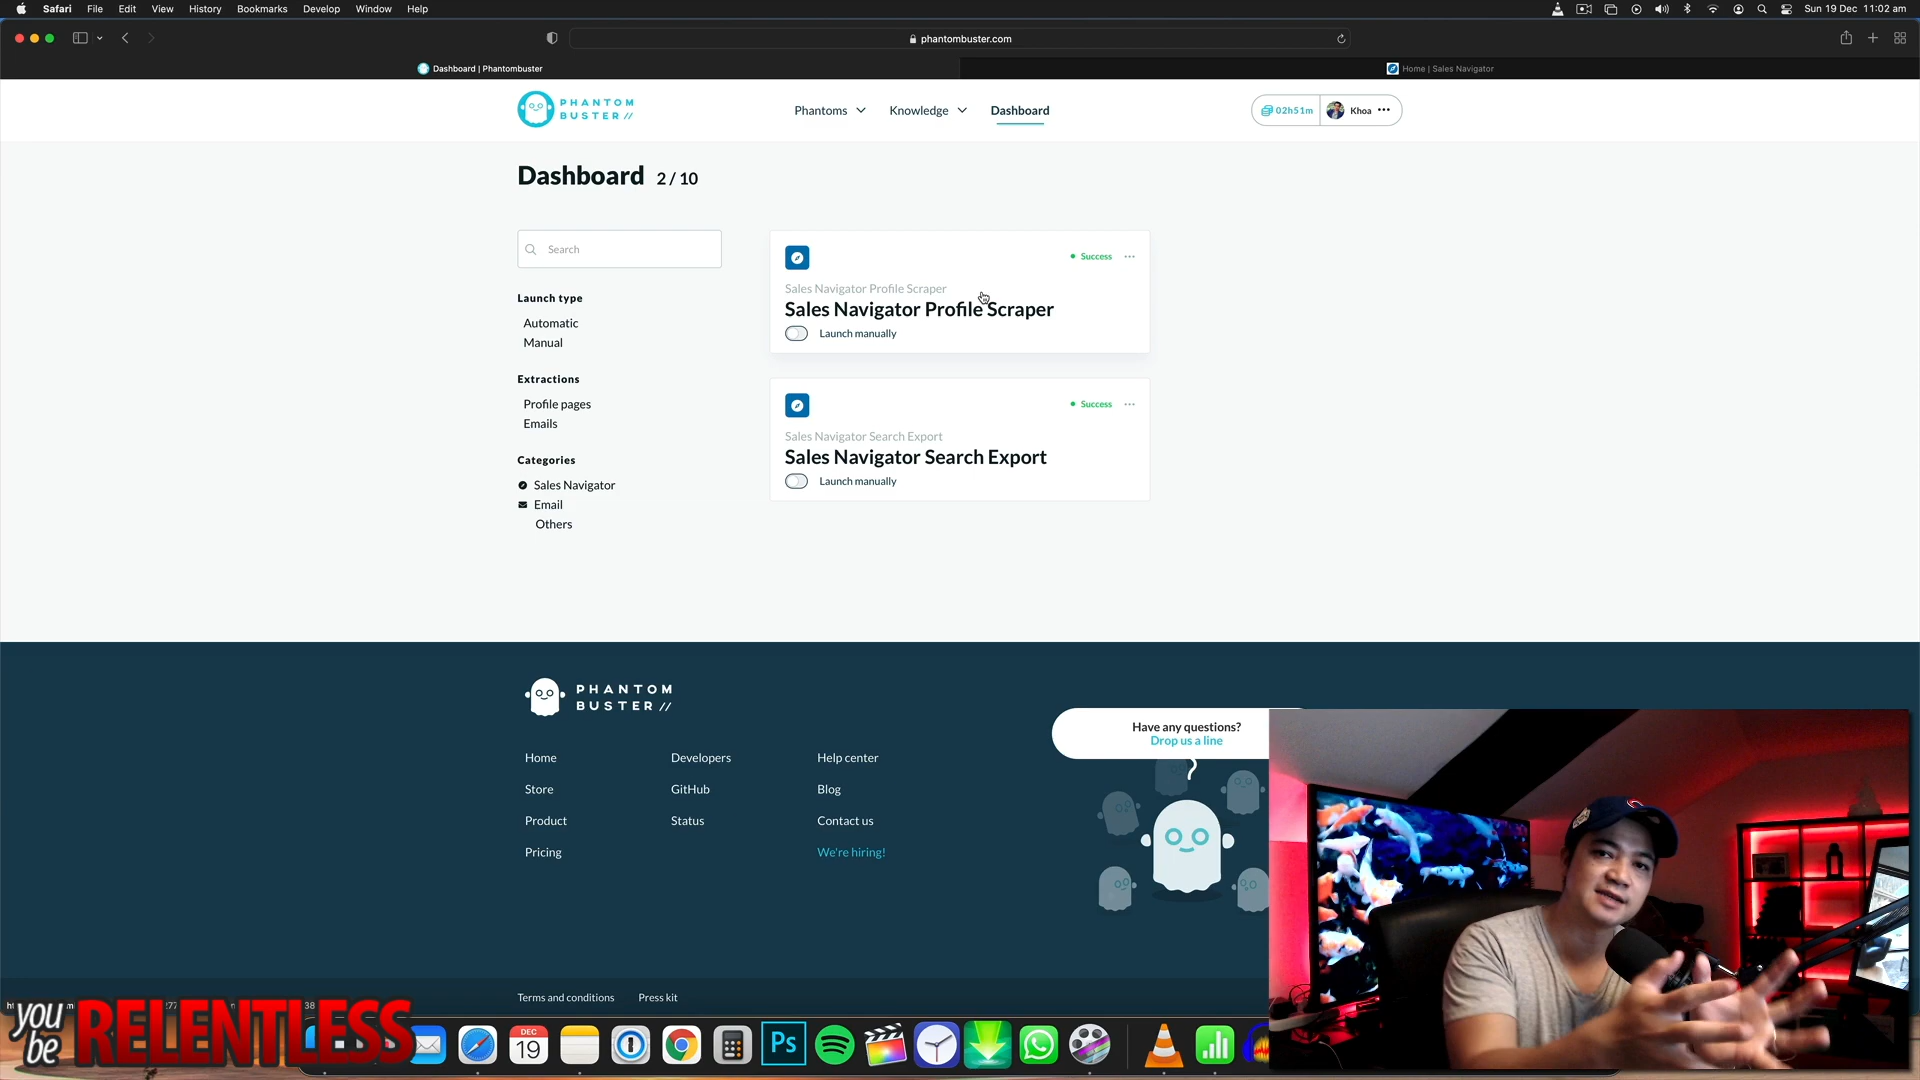 Safari File Edit View History Bookmarks Develop Window Help Sun 19 Dec 11:02 am
phantombuster.com
Dashboard | Phantombuster Home | Sales Navigator
PHANTOM
BUSTER //
Phantoms Knowledge Dashboard
02h51m Khoa
Dashboard 2 / 10
Search
Launch type
Automatic
Manual
Extractions
Profile pages
Emails
Categories
Sales Navigator
Email
Others
Success
Sales Navigator Profile Scraper
Sales Navigator Profile Scraper
Launch manually
Success
Sales Navigator Search Export
Sales Navigator Search Export
Launch manually
PHANTOM
BUSTER //
Home Developers Help center
Store GitHub Blog
Product Status Contact us
Pricing We're hiring!
Have any questions?
Drop us a line
?
Terms and conditions Press kit
you
be
RELENTLESS
DEC
19
Ps